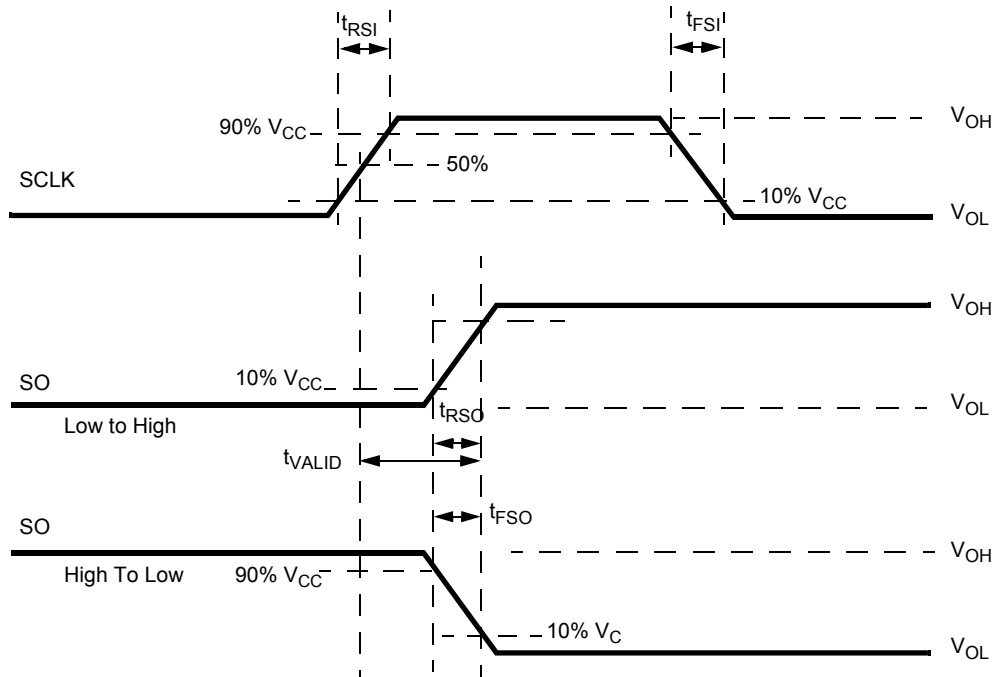 tRSI
tFSI
90% VCC
VOH
50%
SCLK
10% VCC
VOL
VOH
SO
10% VCC
Low to High
tRSO
VOL
tVALID
SO
tFSO
VOH
High To Low
90% VCC
10% VC
VOL